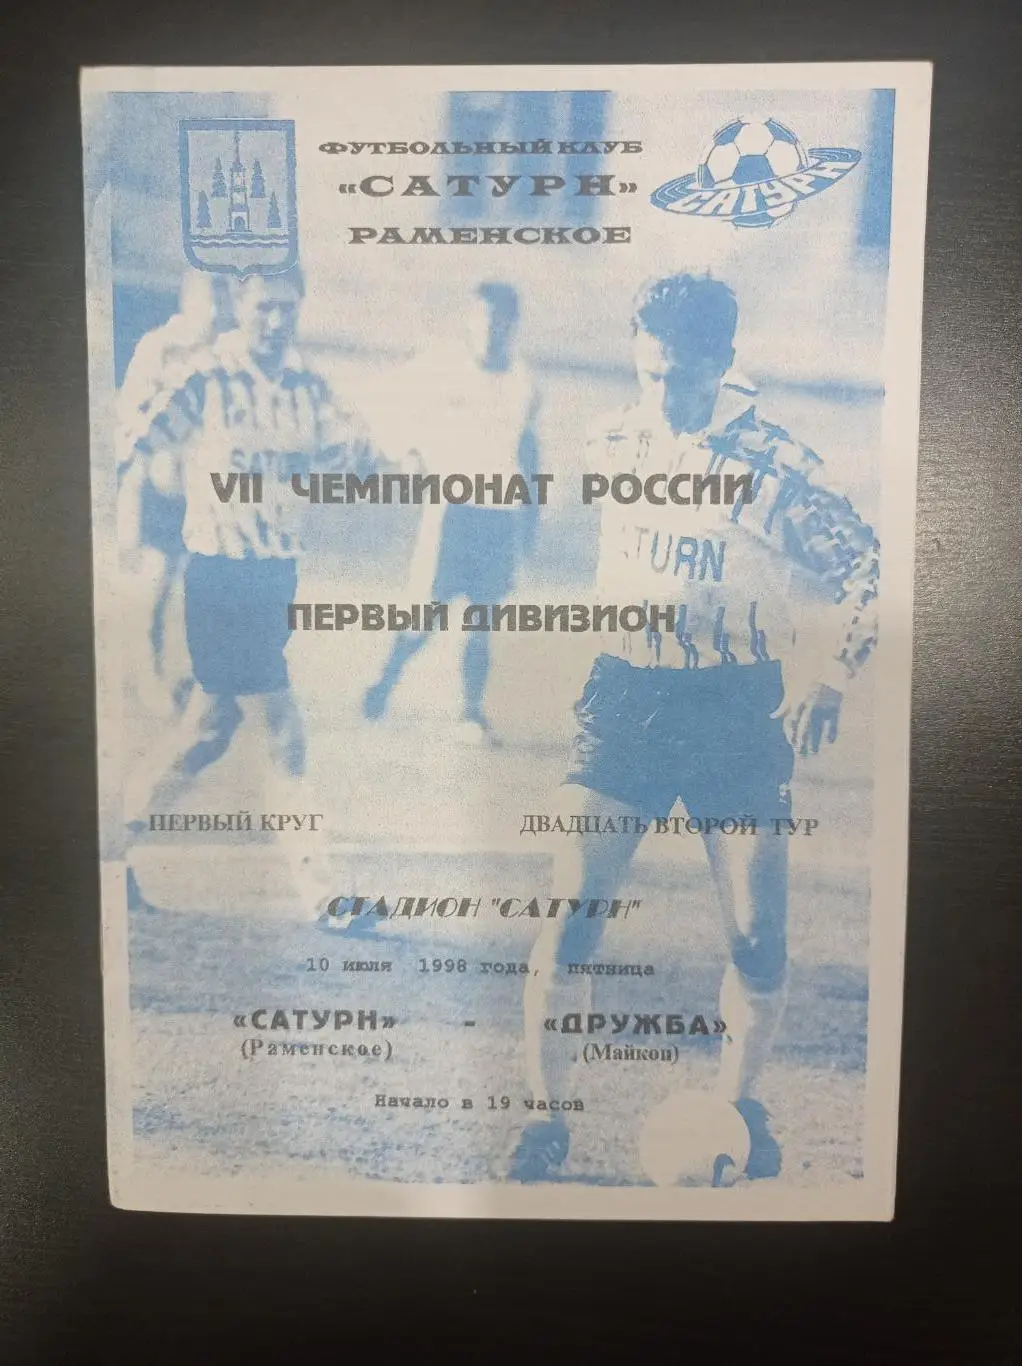 ФУТБОЛЬНЫЙ КЛУБ
«САТУРН»
РАМЕНСКОЕ
САТУРН
VII ЧЕМПИОНАТ РОССИИ
ATURN
ПЕРВЫЙ ДИВИЗИОН
ПЕРВЫЙ КРУГ
ДВАДЦАТЬ ВТОРОЙ ТУР
СТАДИОН "САТУРН"
10 июля 1998 года, пятница
«САТУРН» - «ДРУЖБА»
(Раменское) (Майкоп)
Начало в 19 часов